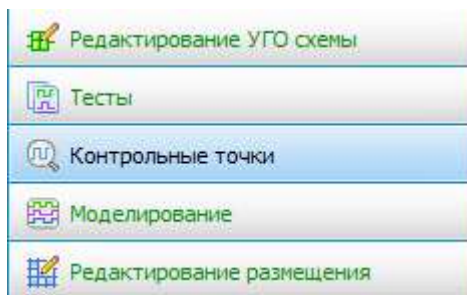 Редактирование УГО схемы
Тесты
Контрольные точки
Моделирование
Редактирование размещения